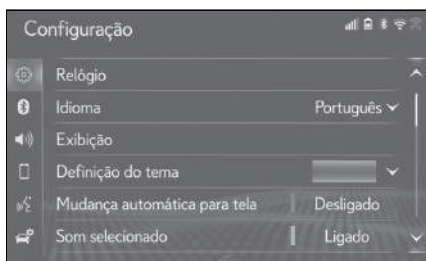 Configuração
Relógio
Idioma Português
Exibição
Definição do tema
Mudança automática para tela Desligado
Som selecionado Ligado